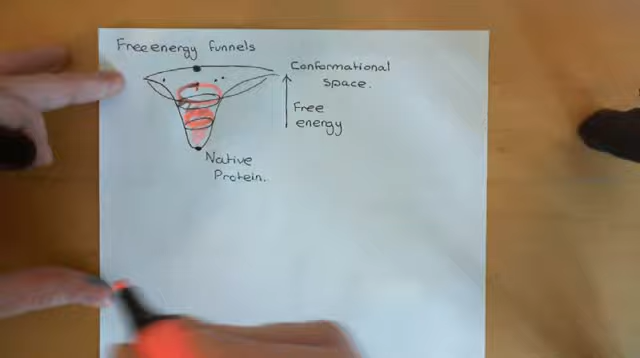 Free energy funnels
Conformational
space.
Free
energy
Native
Protein.